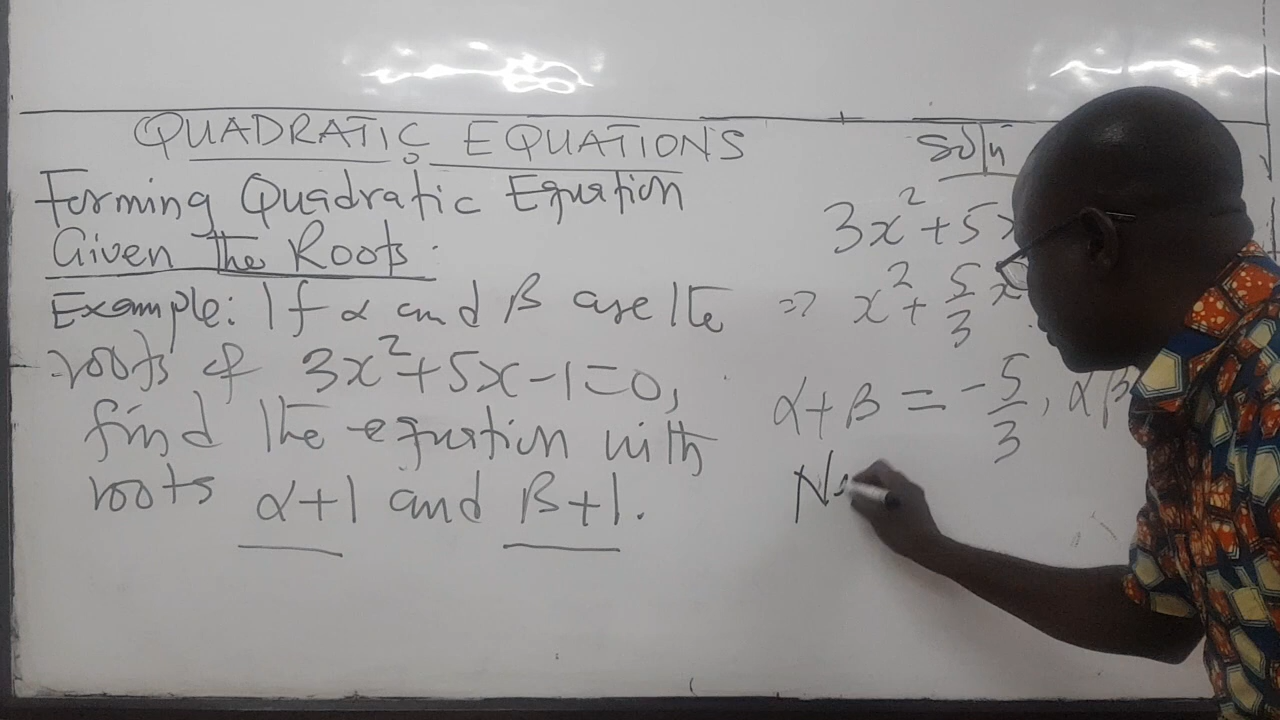 QUADRATIC EQUATIONS
Forming Quadratic Equation
Given The Roots.
Example: If α and β are the
roots of 3x²+5x-1=0,
find the equation with
roots α+1 and β+1.
Soln
3x²+5x
=> x²+ 5/3 x
α+β = -5/3, αβ